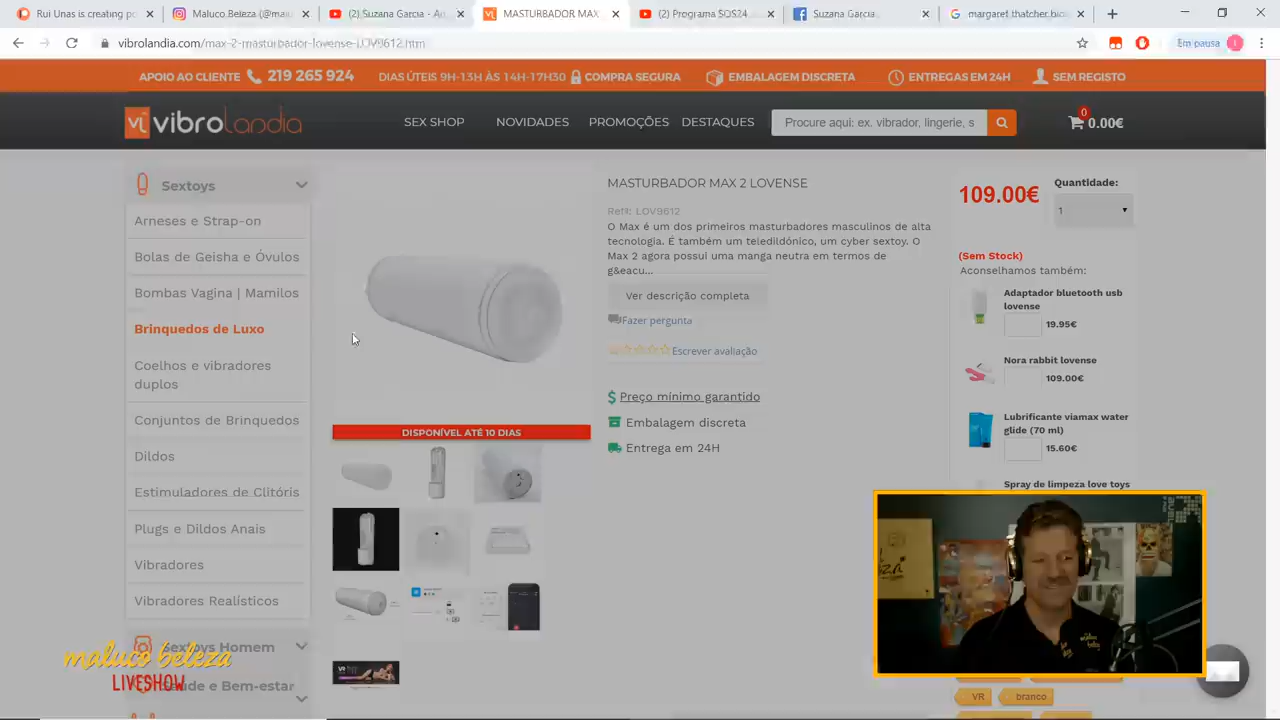 Rui Unas is creating po
Maluco.Beleza (@malu
Suzana Garcia - Ad
MASTURBADOR MAX
Programa SOS24
Suzana Garcia
margaret thatcher bio
vibrolandia.com/max-2-masturbador-lovense-LOV9612.htm
Em pausa
APOIO AO CLIENTE 219 265 924 DIAS ÚTEIS 9H-13H ÀS 14H-17H30 COMPRA SEGURA EMBALAGEM DISCRETA ENTREGAS EM 24H SEM REGISTO
vibrolandia
SEX SHOP NOVIDADES PROMOÇÕES DESTAQUES
Procure aqui: ex. vibrador, lingerie, s
0
0.00€
Sextoys
Arneses e Strap-on
Bolas de Geisha e Óvulos
Bombas Vagina | Mamilos
Brinquedos de Luxo
Coelhos e vibradores
duplos
Conjuntos de Brinquedos
Dildos
Estimuladores de Clitóris
Plugs e Dildos Anais
Vibradores
Vibradores Realísticos
Sextoys Homem
Saúde e Bem-estar
DISPONÍVEL ATÉ 10 DIAS
MASTURBADOR MAX 2 LOVENSE
Refª: LOV9612
O Max é um dos primeiros masturbadores masculinos de alta
tecnologia. É também um teledildónico, um cyber sextoy. O
Max 2 agora possui uma manga neutra em termos de
g&eacu...
Ver descrição completa
Fazer pergunta
Escrever avaliação
Preço mínimo garantido
Embalagem discreta
Entrega em 24H
109.00€
Quantidade:
1
(Sem Stock)
Aconselhamos também:
Adaptador bluetooth usb
lovense
19.95€
Nora rabbit lovense
109.00€
Lubrificante viamax water
glide (70 ml)
15.60€
Spray de limpeza love toys
VR
branco
maluco beleza
LIVESHOW